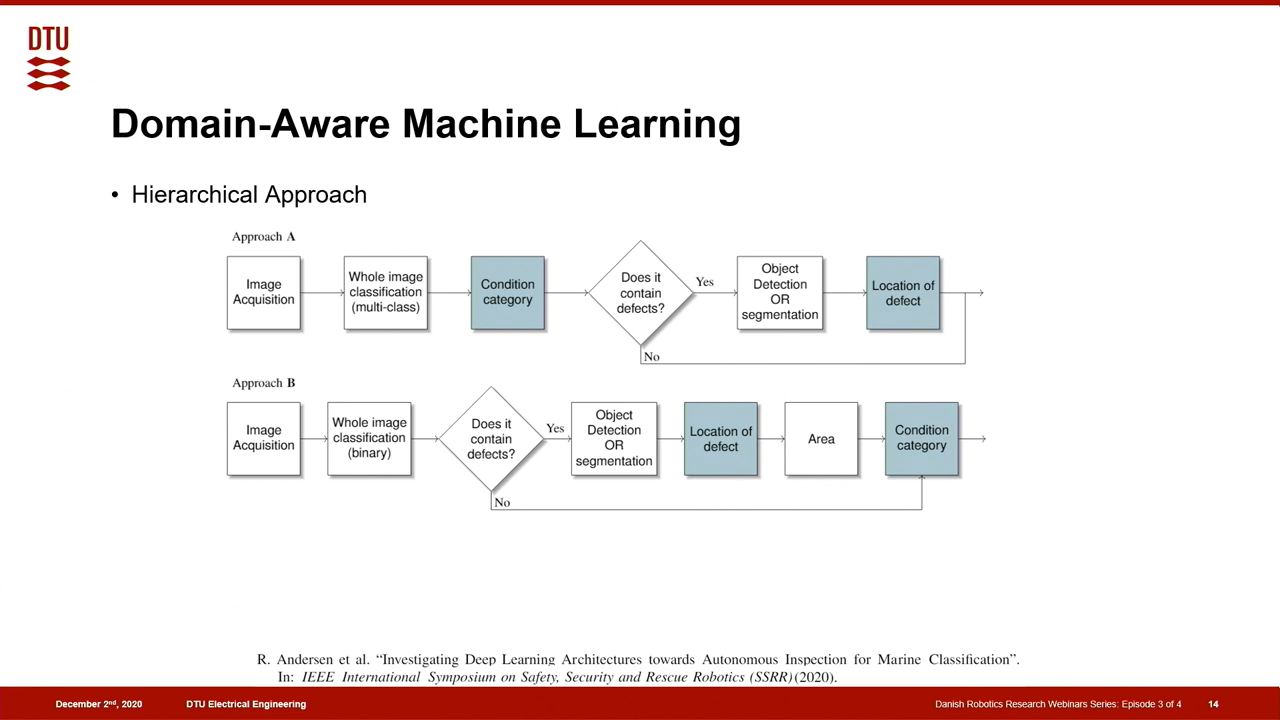 DTU
Domain-Aware Machine Learning
• Hierarchical Approach
Approach A
Image
Acquisition
Whole image
classification
(multi-class)
Condition
category
Does it
contain
defects?
Yes
No
Object
Detection
OR
segmentation
Location of
defect
Approach B
Image
Acquisition
Whole image
classification
(binary)
Does it
contain
defects?
Yes
No
Object
Detection
OR
segmentation
Location of
defect
Area
Condition
category
R. Andersen et al. “Investigating Deep Learning Architectures towards Autonomous Inspection for Marine Classification”.
In: IEEE International Symposium on Safety, Security and Rescue Robotics (SSRR)(2020).
December 2nd, 2020
DTU Electrical Engineering
Danish Robotics Research Webinars Series: Episode 3 of 4
14